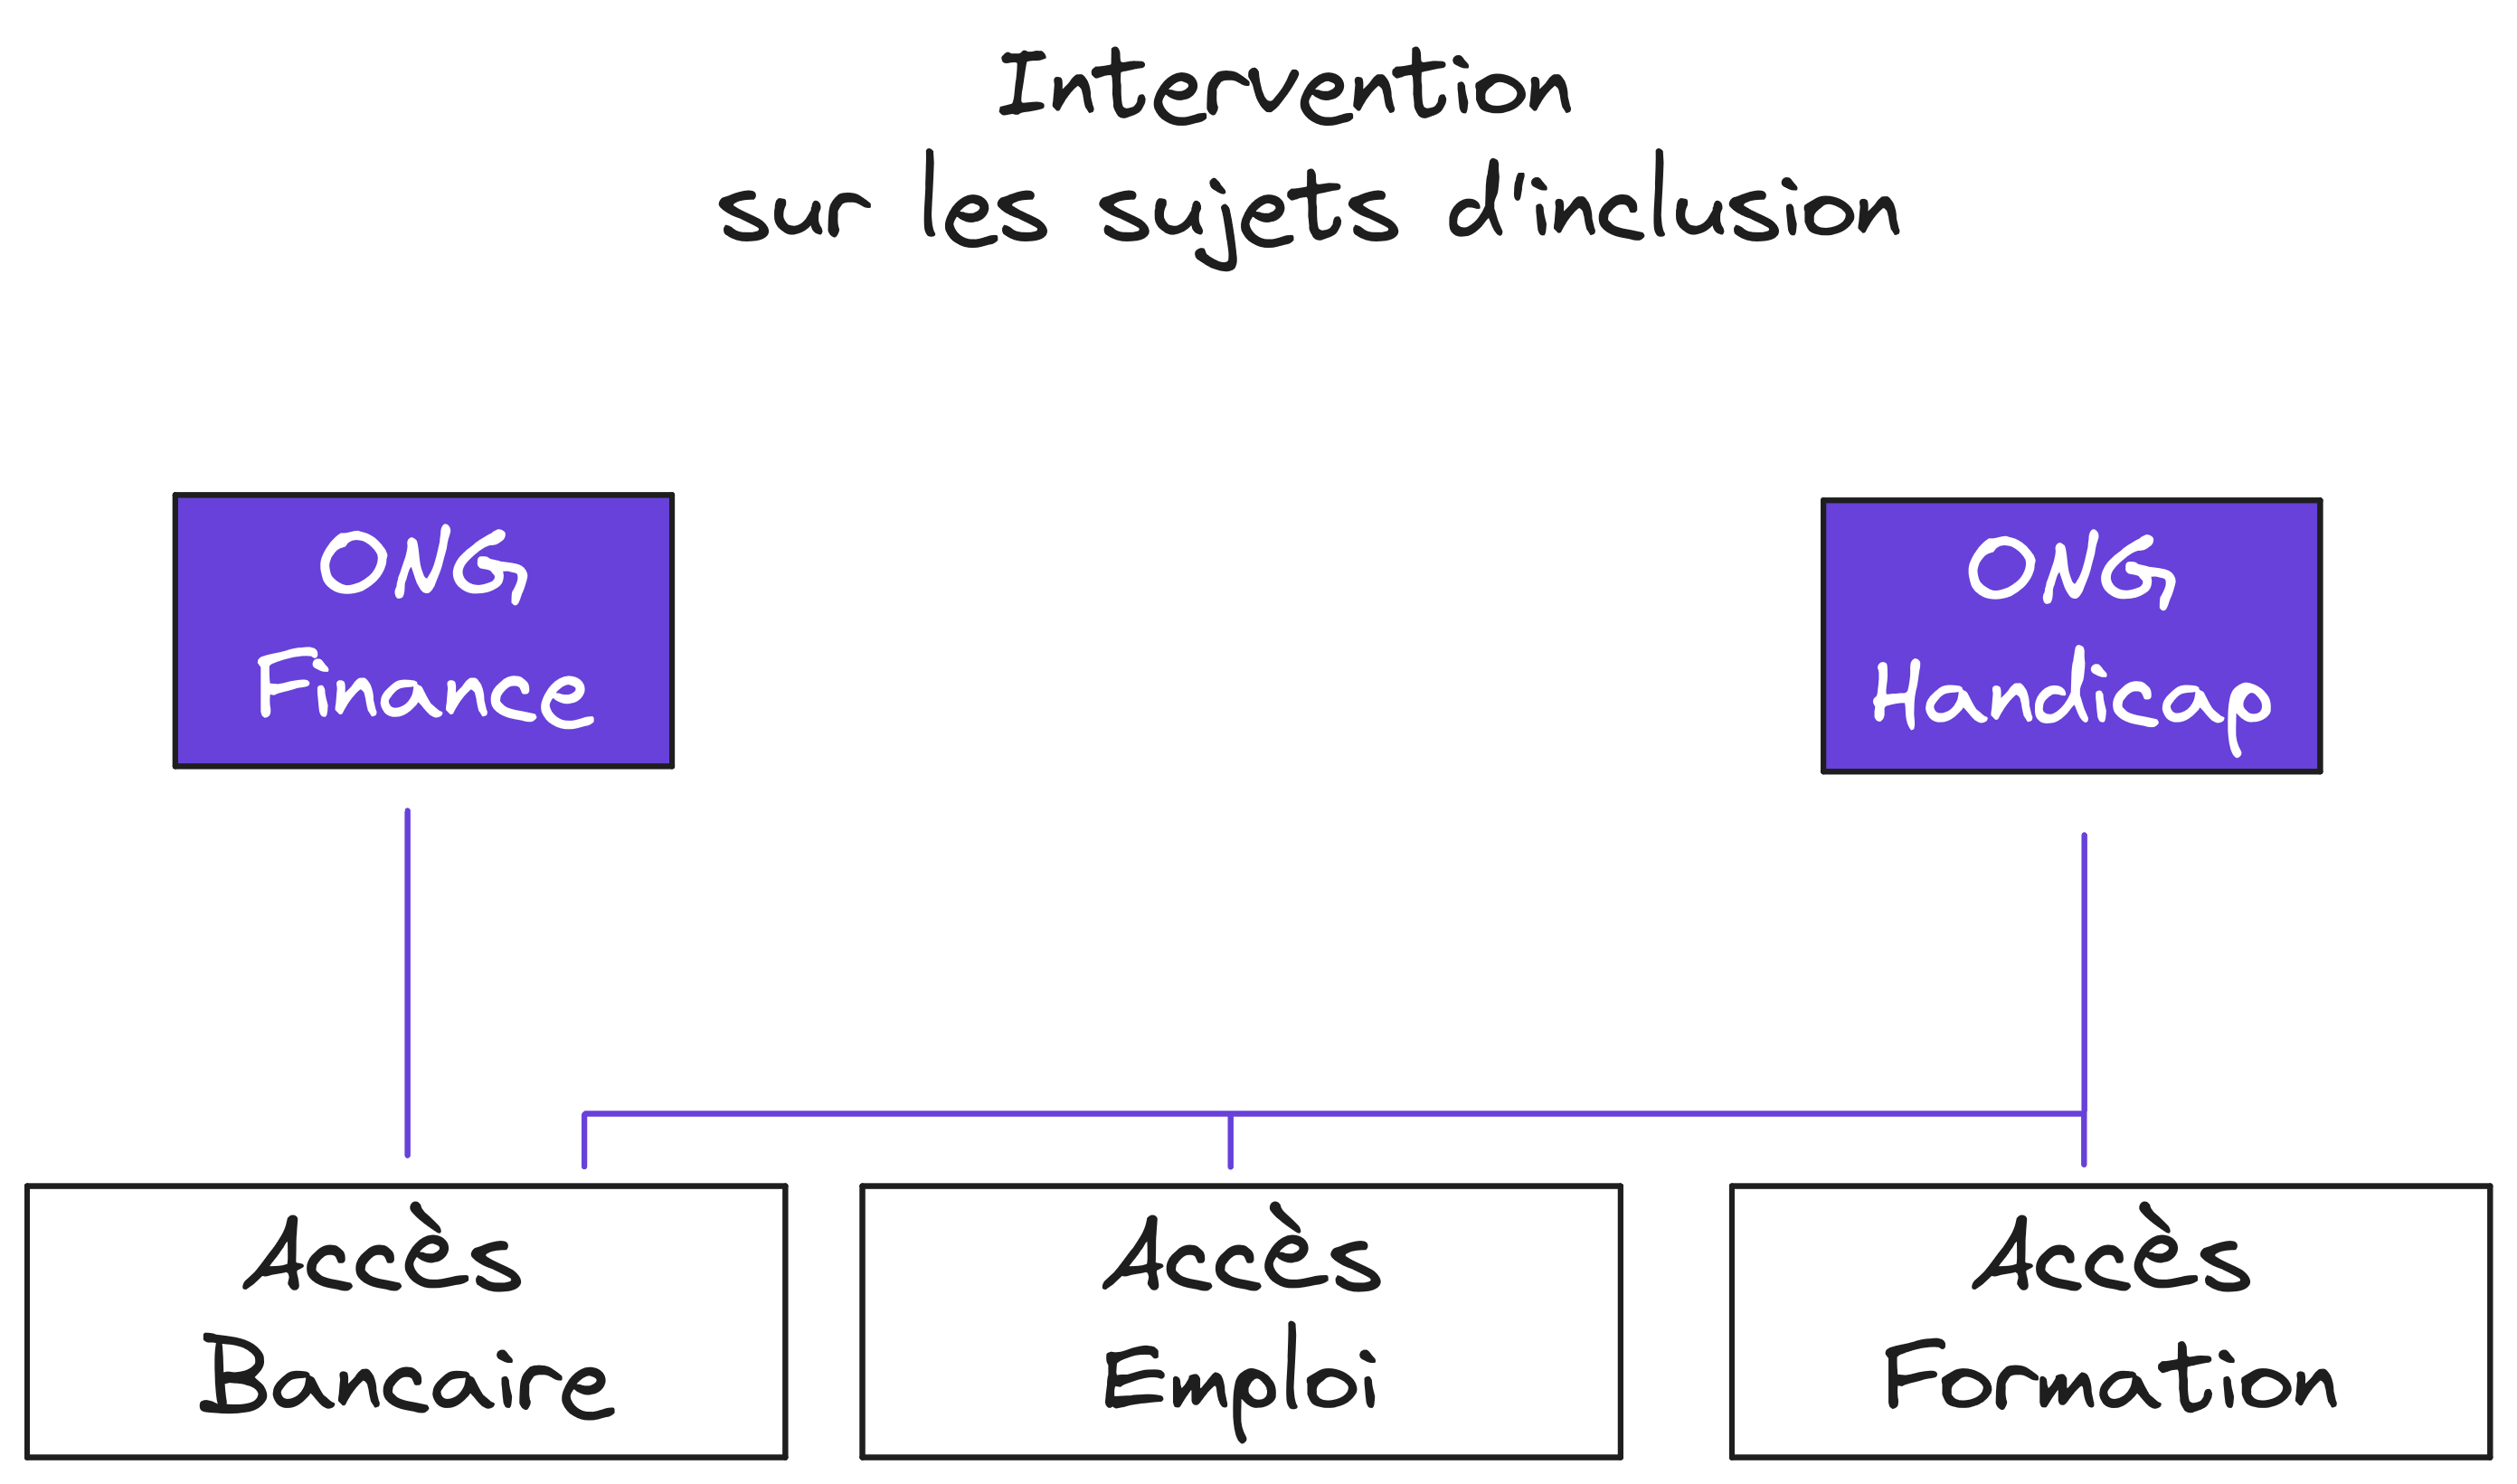 Intervention
sur les sujets d'inclusion
ONG
Finance
ONG
Handicap
Accès
Bancaire
Accès
Emploi
Accès
Formation